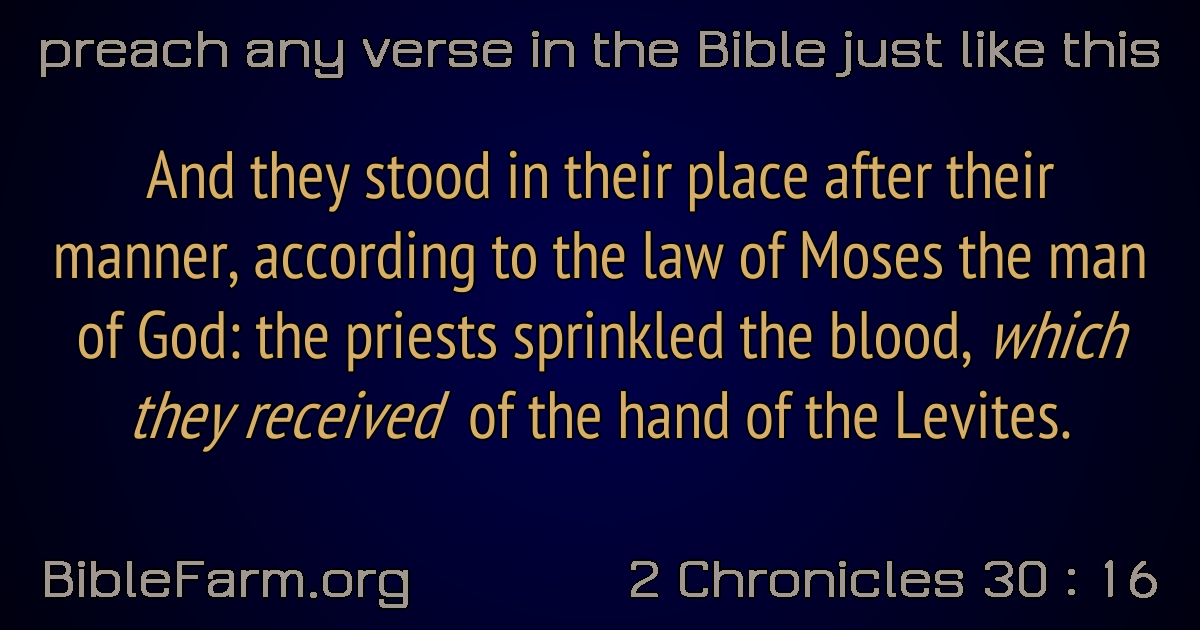 preach any verse in the Bible just like this
And they stood in their place after their
manner, according to the law of Moses the man
of God: the priests sprinkled the blood, which
they received of the hand of the Levites.
BibleFarm.org
2 Chronicles 30 : 16